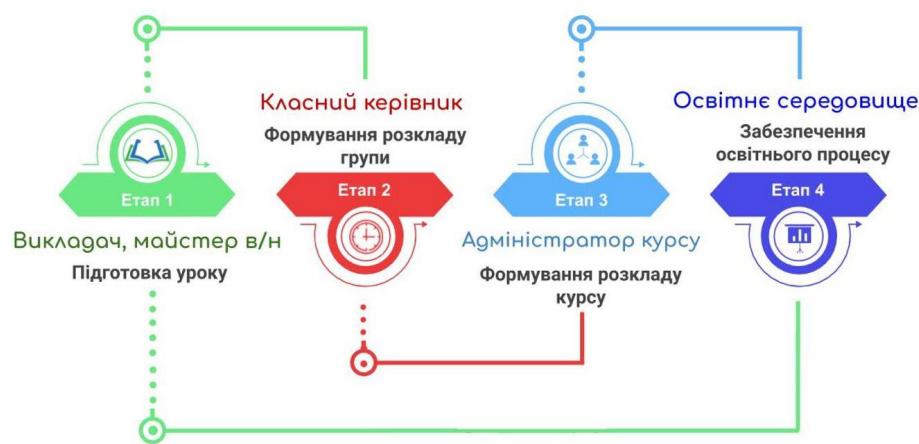 Етап 1
Викладач, майстер в/н
Підготовка уроку
Класний керівник
Формування розкладу
групи
Етап 2
Етап 3
Адміністратор курсу
Формування розкладу
курсу
Освітнє середовище
Забезпечення
освітнього процесу
Етап 4